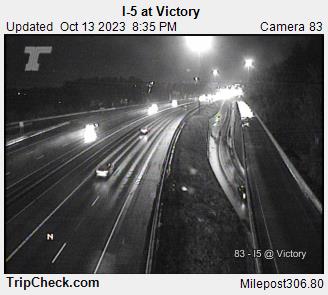 I-5 at Victory
Updated Oct 13 2023 8:35 PM Camera 83
T
N
83 - I5 @ Victory
TripCheck.com Milepost306.80